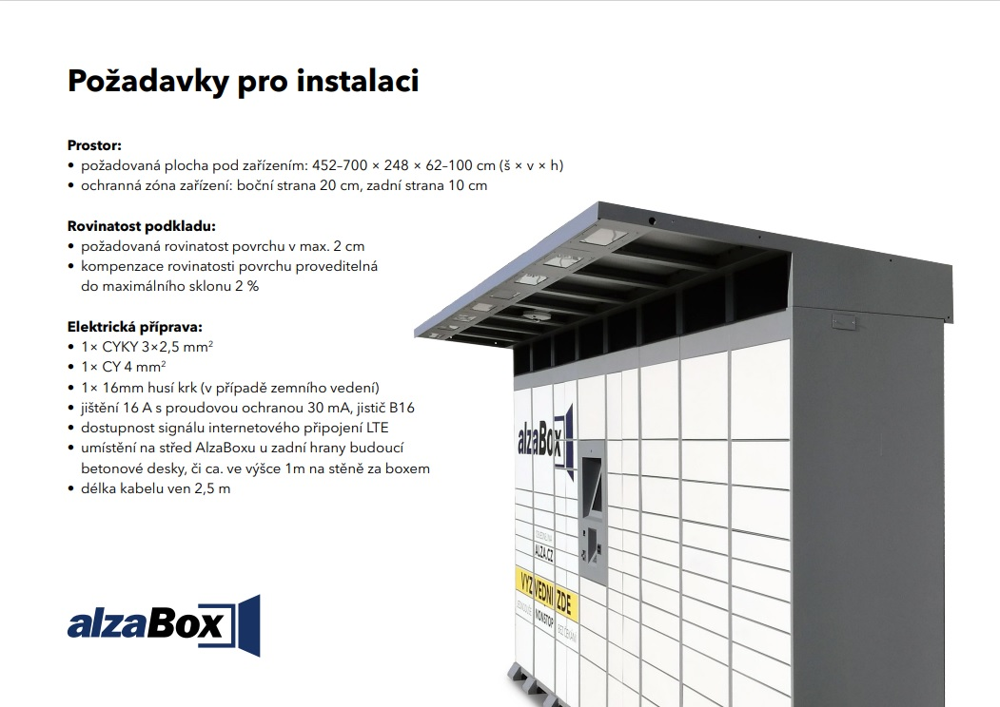 Požadavky pro instalaci
Prostor:
• požadovaná plocha pod zařízením: 452–700 × 248 × 62–100 cm (š × v × h)
• ochranná zóna zařízení: boční strana 20 cm, zadní strana 10 cm
Rovinatost podkladu:
• požadovaná rovinatost povrchu v max. 2 cm
• kompenzace rovinatosti povrchu proveditelná
do maximálního sklonu 2 %
Elektrická příprava:
• 1× CYKY 3×2,5 mm²
• 1× CY 4 mm²
• 1× 16mm husí krk (v případě zemního vedení)
• jištění 16 A s proudovou ochranou 30 mA, jistič B16
• dostupnost signálu internetového připojení LTE
• umístění na střed AlzaBoxu u zadní hrany budoucí
betonové desky, či ca. ve výšce 1m na stěně za boxem
• délka kabelu ven 2,5 m
alzaBox
alzaBox
ALZA.CZ
VYZVEDNI ZDE
NONSTOP
BEZ ČEKÁNÍ